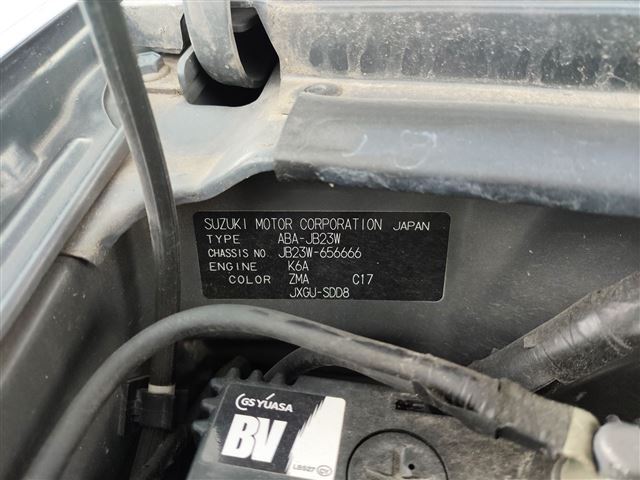 SUZUKI MOTOR CORPORATION JAPAN
TYPE ABA-JB23W
CHASSIS NO. JB23W-656666
ENGINE K6A
COLOR ZMA C17
JXGU-SDD8
GS YUASA
BV